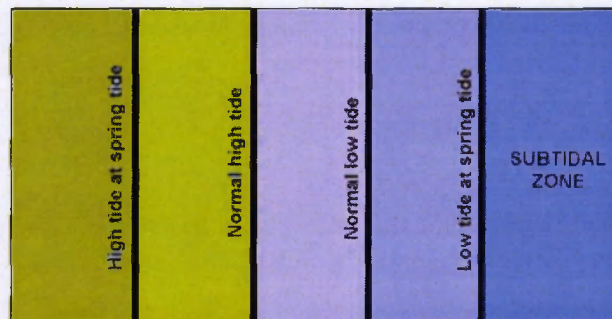 High tide at spring tide
Normal high tide
Normal low tide
Low tide at spring tide
SUBTIDAL
ZONE